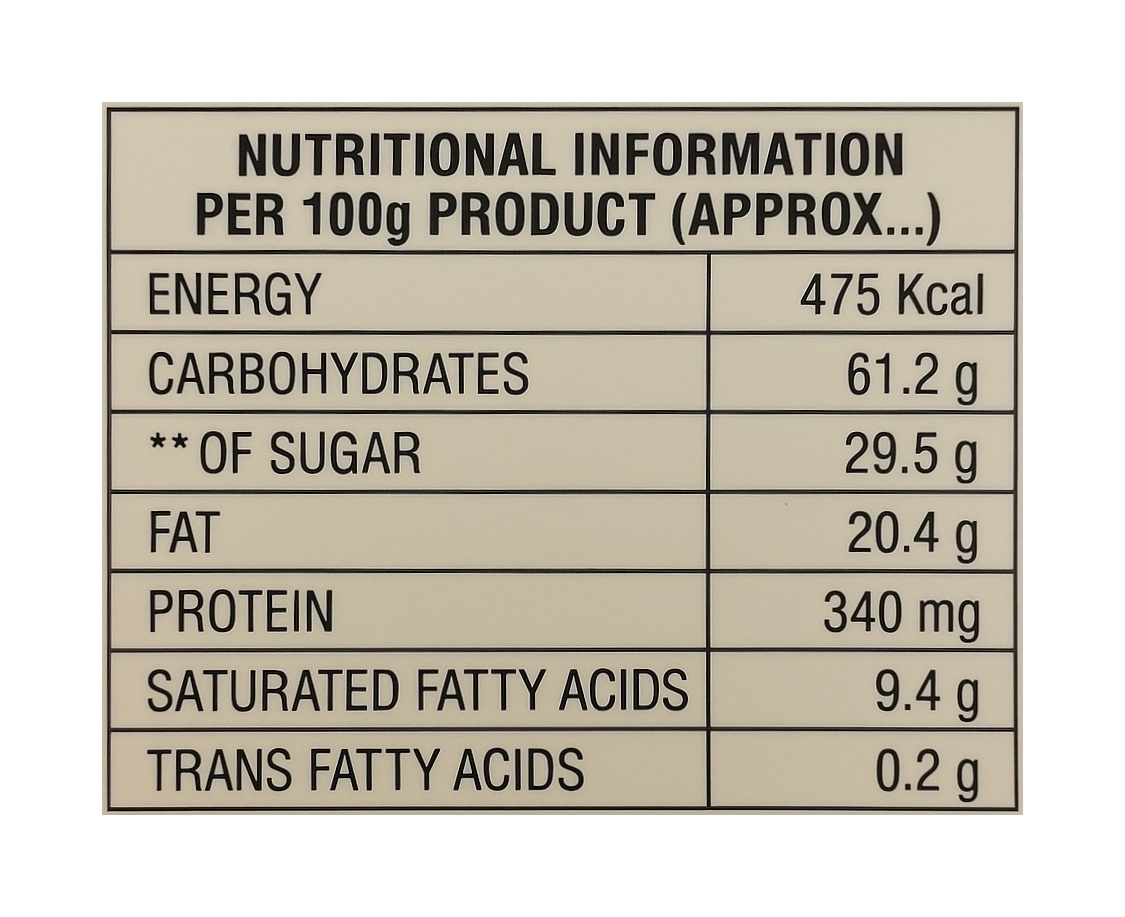 NUTRITIONAL INFORMATION
PER 100g PRODUCT (APPROX...)
ENERGY 475 Kcal
CARBOHYDRATES 61.2 g
** OF SUGAR 29.5 g
FAT 20.4 g
PROTEIN 340 mg
SATURATED FATTY ACIDS 9.4 g
TRANS FATTY ACIDS 0.2 g